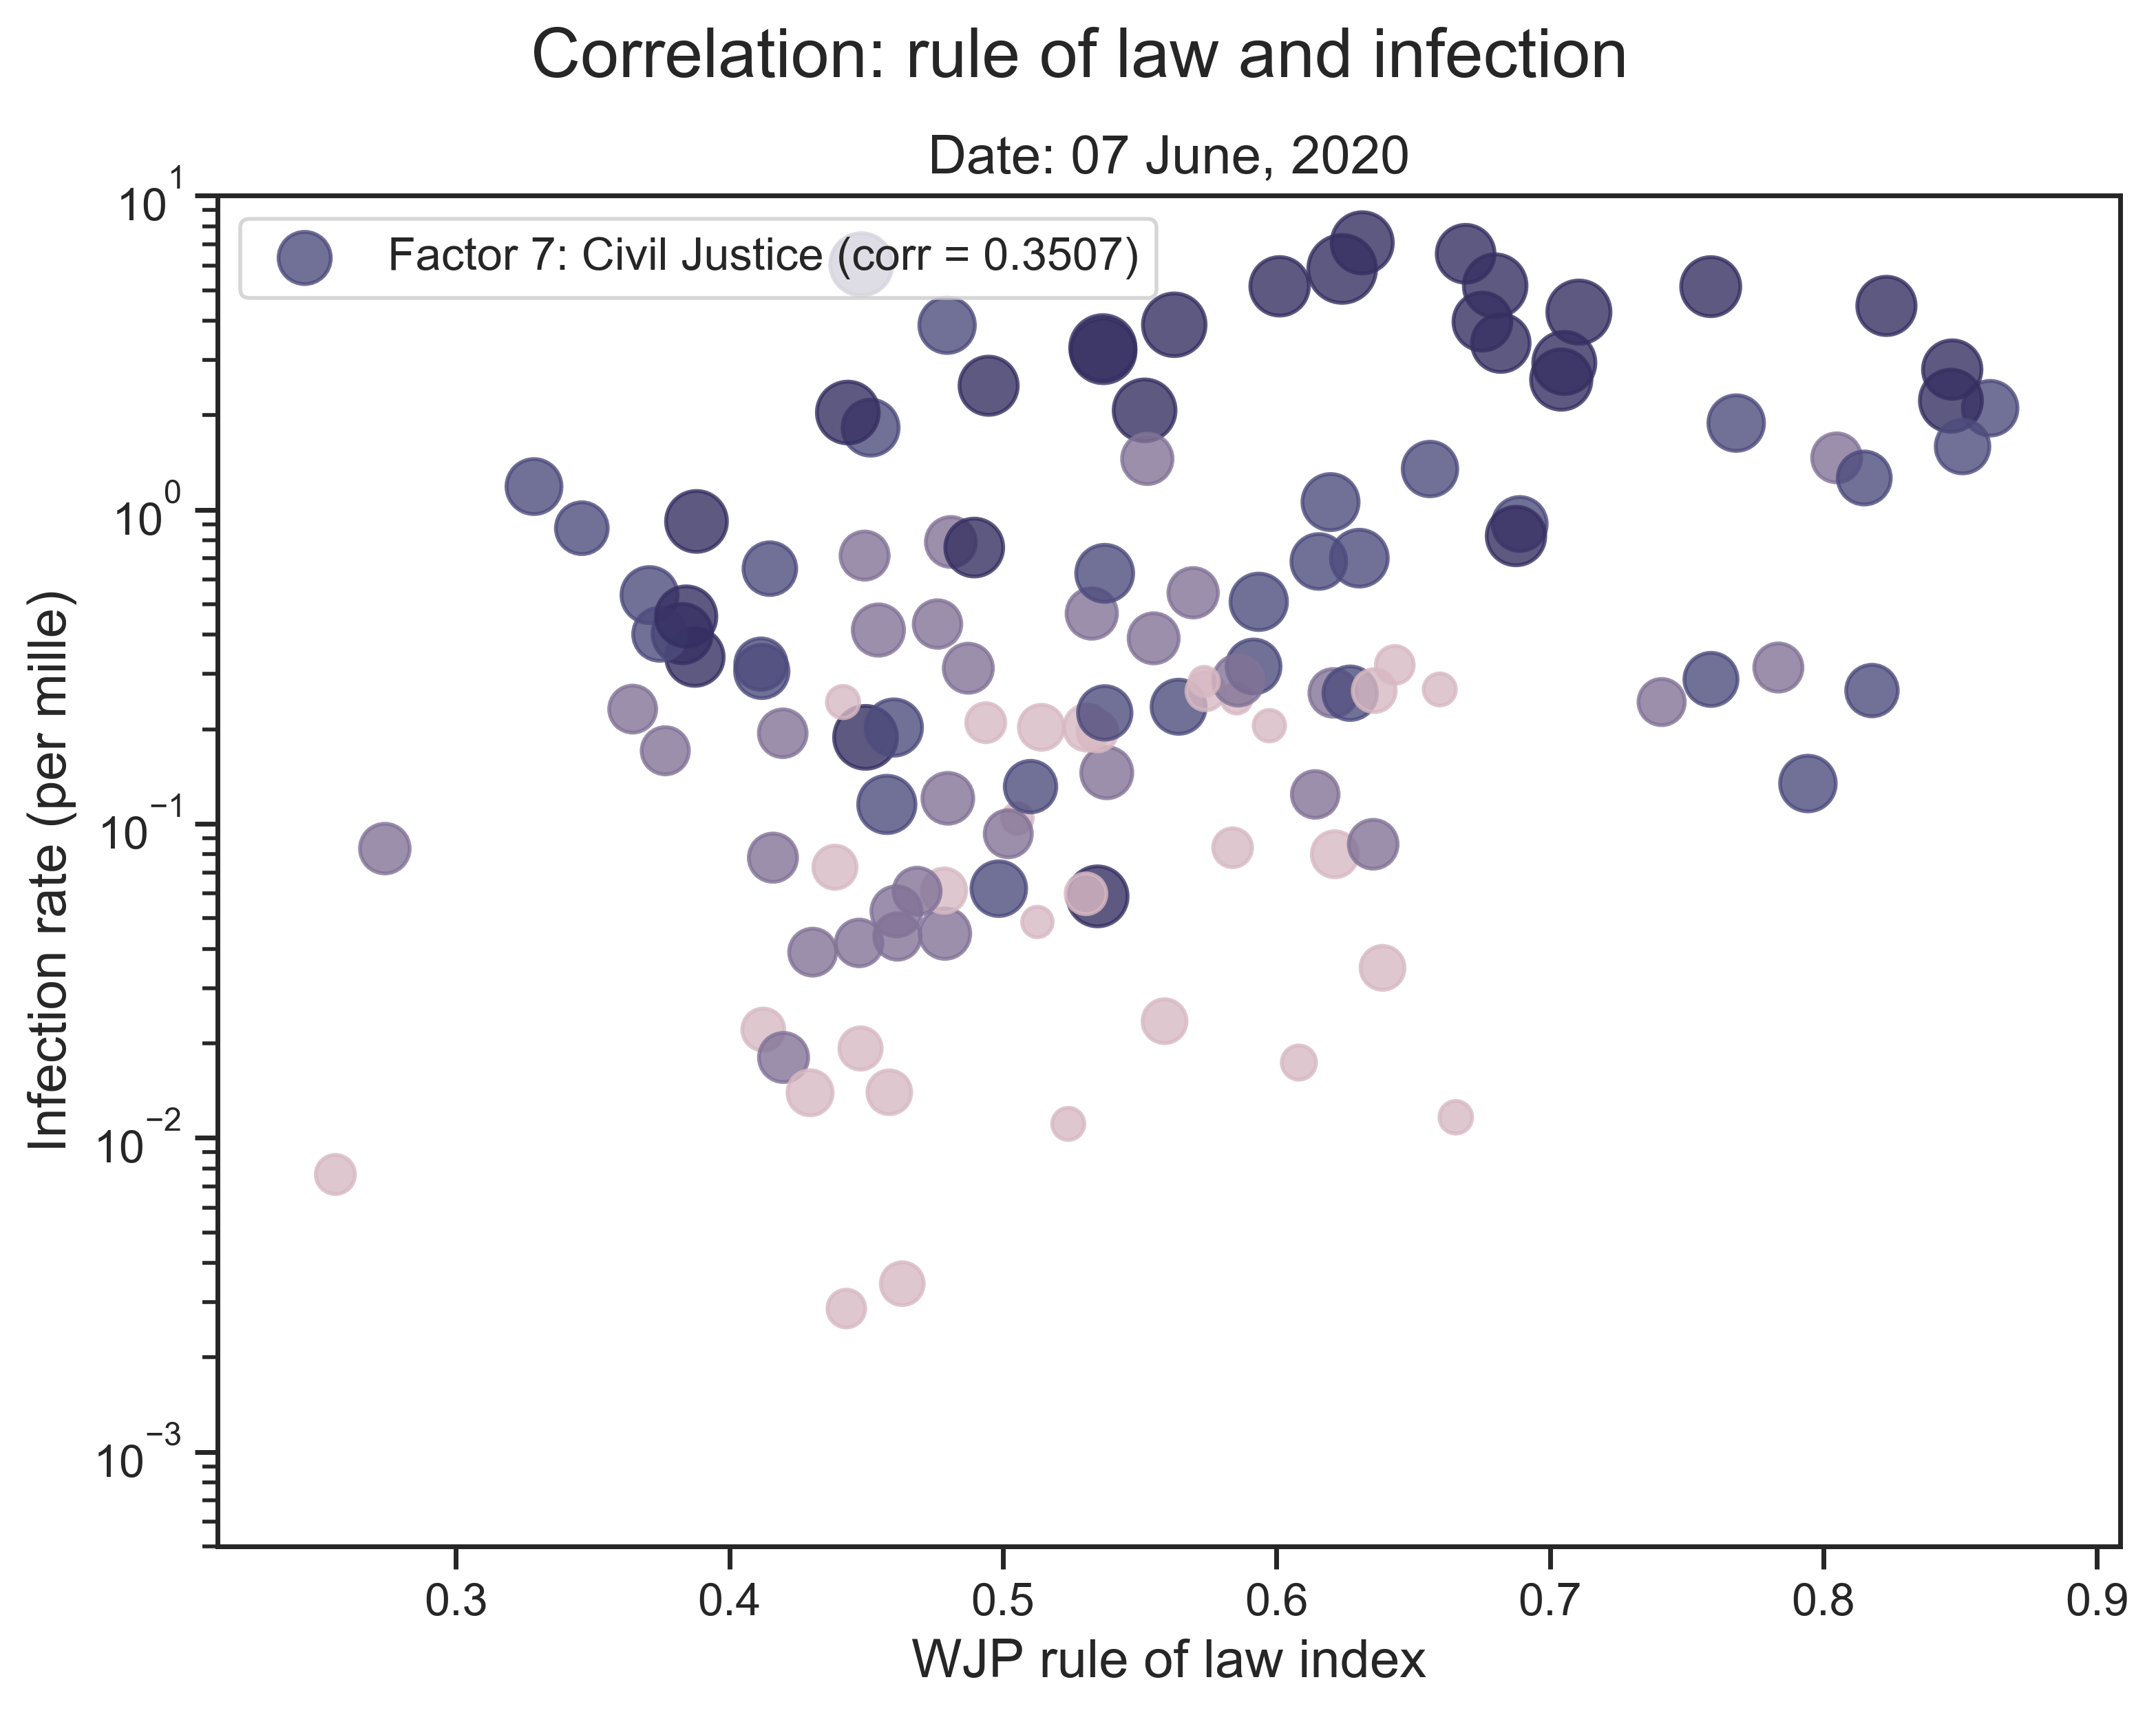 Correlation: rule of law and infection
Date: 07 June, 2020
Factor 7: Civil Justice (corr = 0.3507)
Infection rate (per mille)
10^1
10^0
10^−1
10^−2
10^−3
0.3 0.4 0.5 0.6 0.7 0.8 0.9
WJP rule of law index